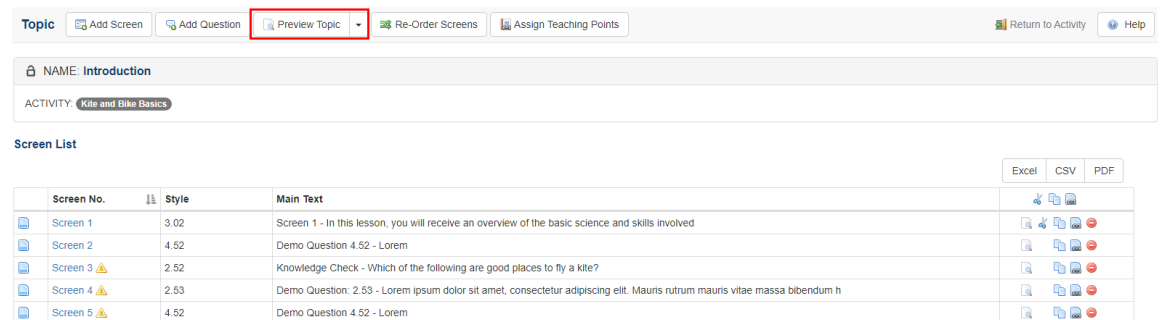 Topic Add Screen Add Question Preview Topic Re-Order Screens Assign Teaching Points Return to Activity Help
NAME: Introduction
ACTIVITY: Kite and Bike Basics
Screen List
Excel CSV PDF
Screen No. Style Main Text
Screen 1 3.02 Screen 1 - In this lesson, you will receive an overview of the basic science and skills involved
Screen 2 4.52 Demo Question 4.52 - Lorem
Screen 3 2.52 Knowledge Check - Which of the following are good places to fly a kite?
Screen 4 2.53 Demo Question: 2.53 - Lorem ipsum dolor sit amet, consectetur adipiscing elit. Mauris rutrum mauris vitae massa bibendum h
Screen 5 4.52 Demo Question 4.52 - Lorem